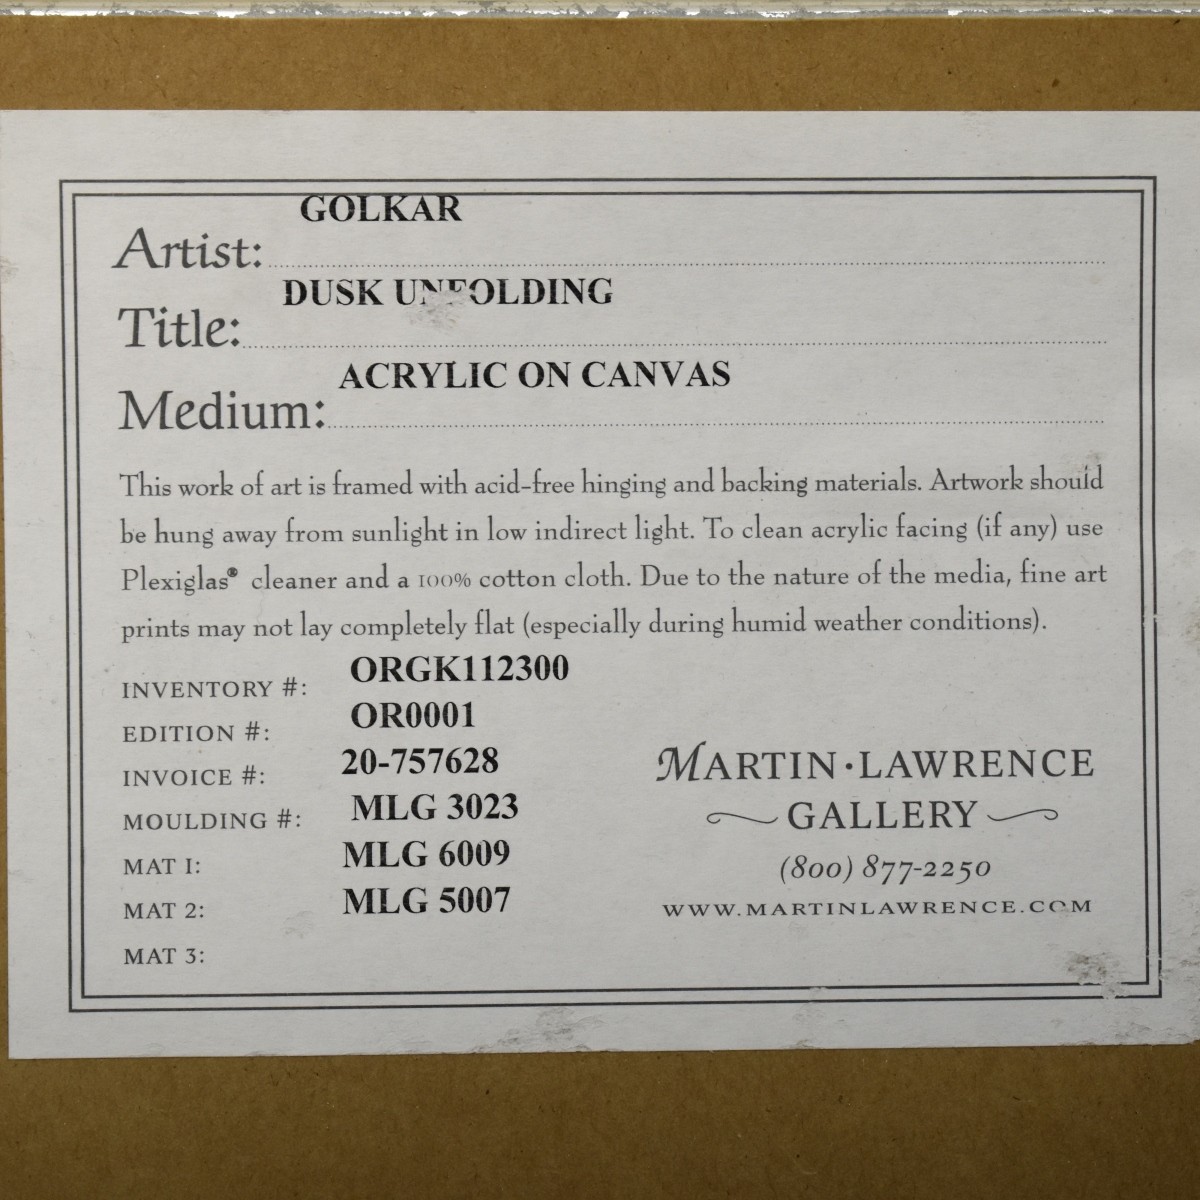 GOLKAR
Artist:
DUSK UNFOLDING
Title:
ACRYLIC ON CANVAS
Medium:
This work of art is framed with acid-free hinging and backing materials. Artwork should
be hung away from sunlight in low indirect light. To clean acrylic facing (if any) use
Plexiglas® cleaner and a 100% cotton cloth. Due to the nature of the media, fine art
prints may not lay completely flat (especially during humid weather conditions).
INVENTORY #: ORGK112300
EDITION #: OR0001
INVOICE #: 20-757628
MOULDING #: MLG 3023
MAT 1: MLG 6009
MAT 2: MLG 5007
MAT 3:
MARTIN·LAWRENCE
GALLERY
(800) 877-2250
WWW.MARTINLAWRENCE.COM